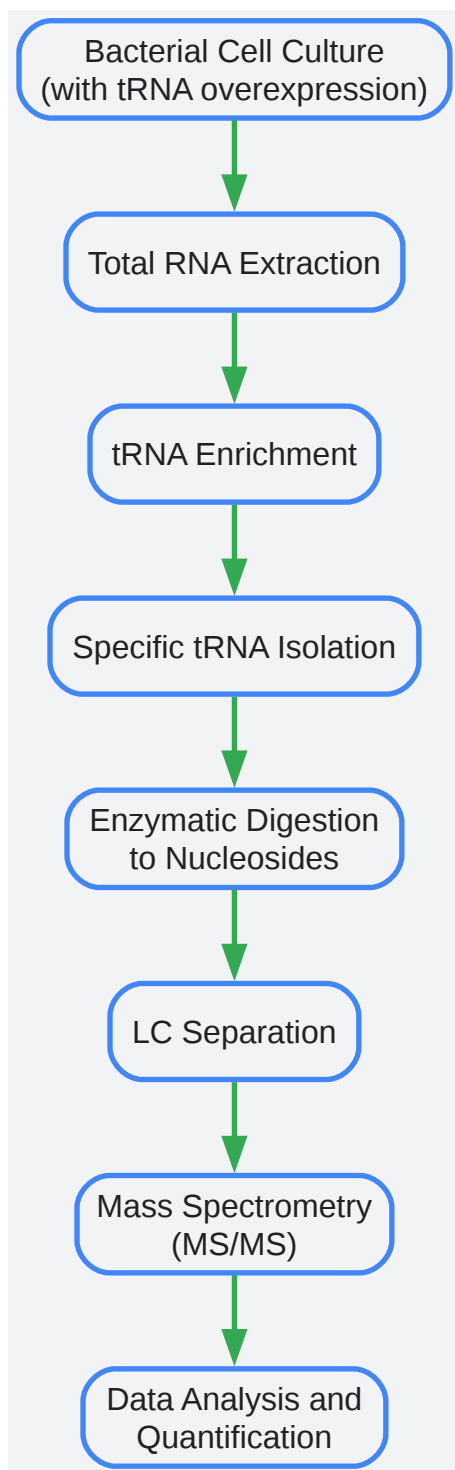 Bacterial Cell Culture
(with tRNA overexpression)
Total RNA Extraction
tRNA Enrichment
Specific tRNA Isolation
Enzymatic Digestion
to Nucleosides
LC Separation
Mass Spectrometry
(MS/MS)
Data Analysis and
Quantification